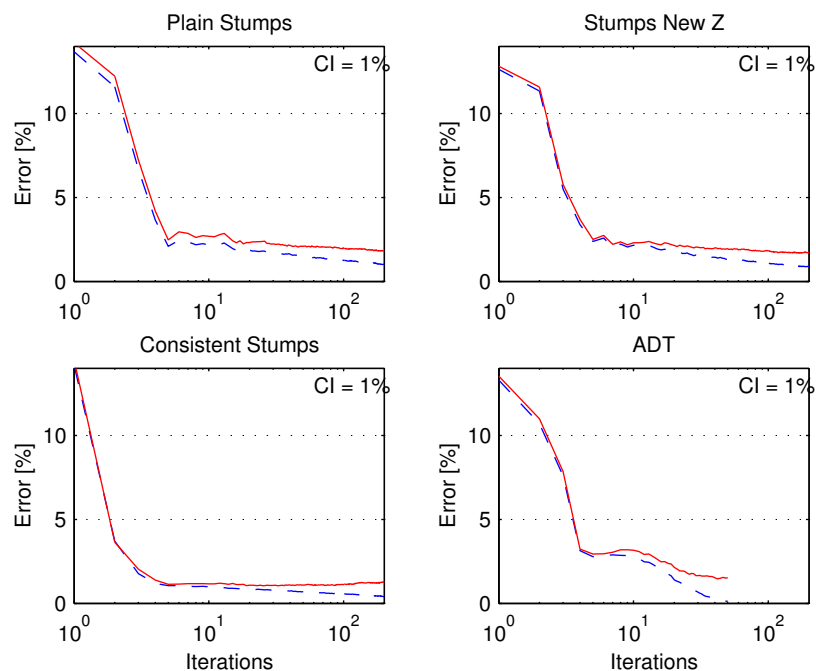 Plain Stumps
CI = 1%
Error [%]
10
5
0
10^0
10^1
10^2
Stumps New Z
CI = 1%
Error [%]
10
5
0
10^0
10^1
10^2
Consistent Stumps
CI = 1%
Error [%]
10
5
0
10^0
10^1
10^2
Iterations
ADT
CI = 1%
Error [%]
10
5
0
10^0
10^1
10^2
Iterations